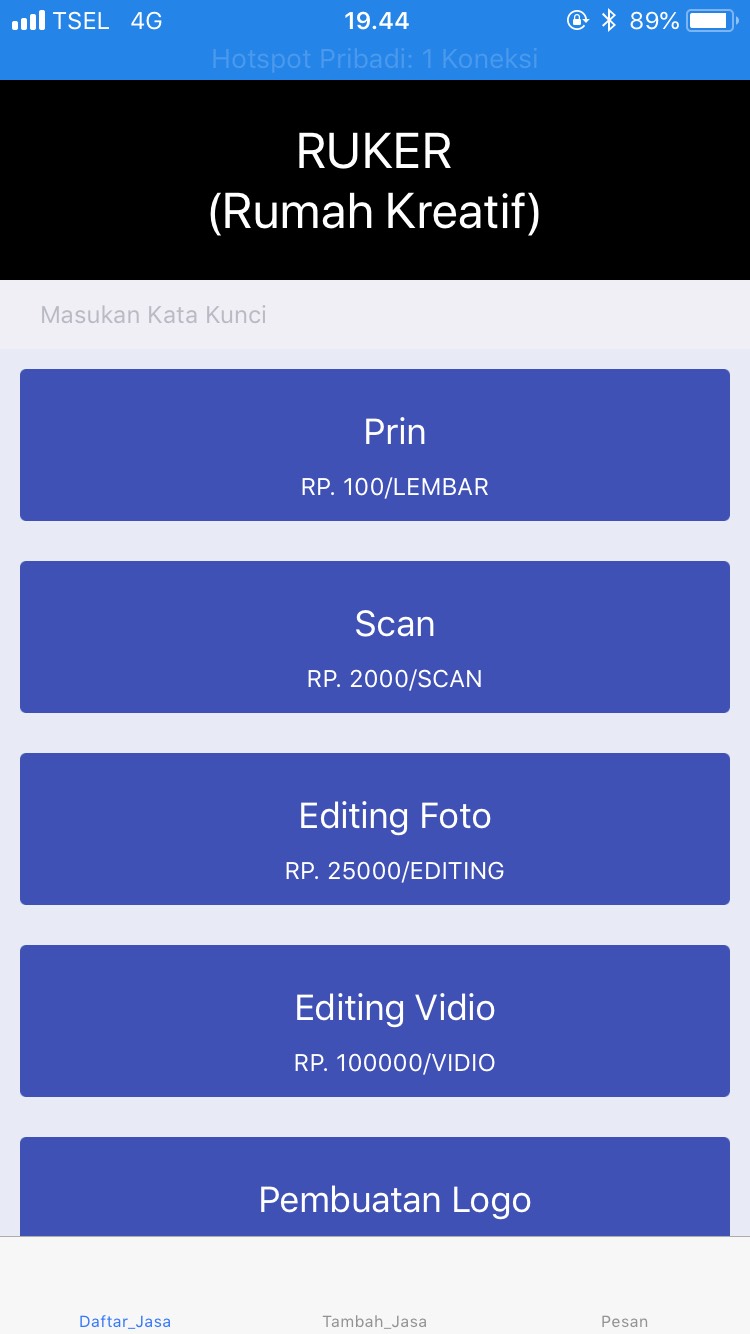 TSEL 4G 19.44 89%
Hotspot Pribadi: 1 Koneksi
RUKER
(Rumah Kreatif)
Masukan Kata Kunci
Prin
RP. 100/LEMBAR
Scan
RP. 2000/SCAN
Editing Foto
RP. 25000/EDITING
Editing Vidio
RP. 100000/VIDIO
Pembuatan Logo
Daftar_Jasa Tambah_Jasa Pesan